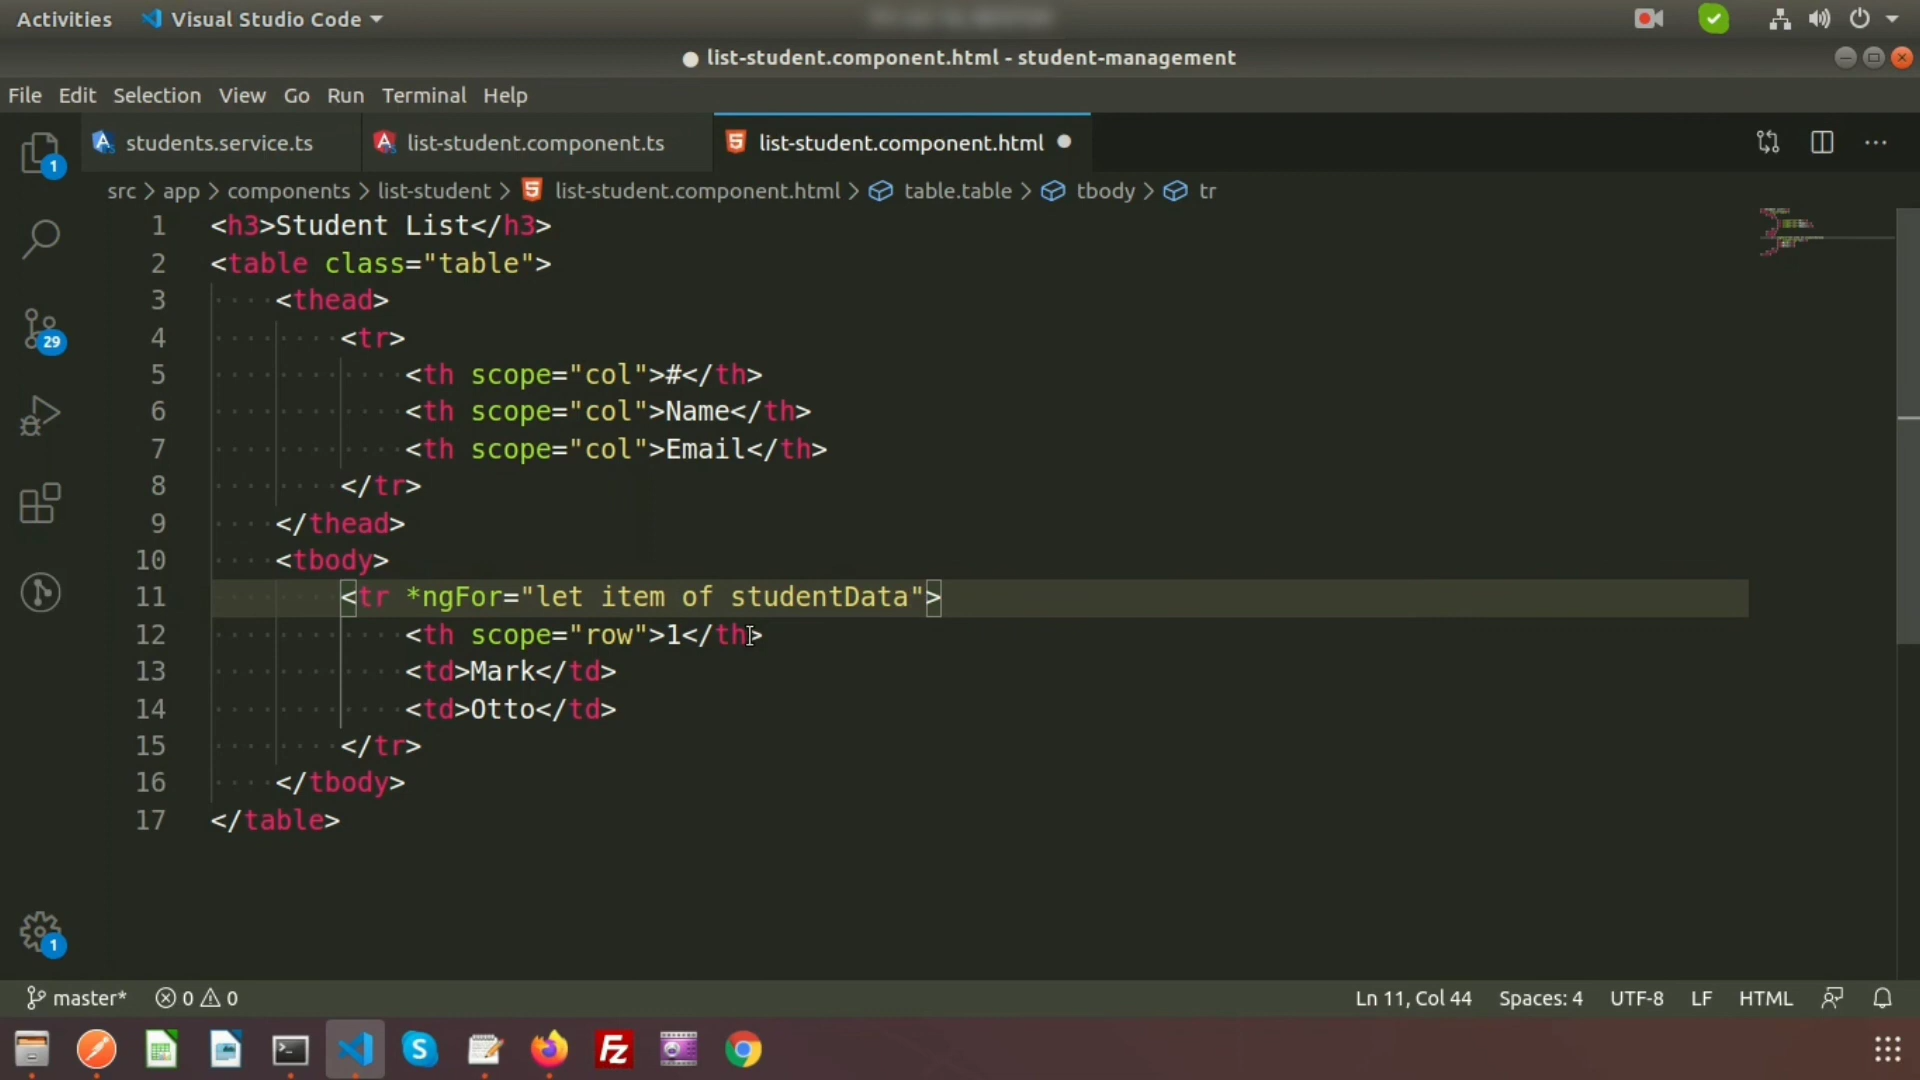 Activities Visual Studio Code
list-student.component.html - student-management
File Edit Selection View Go Run Terminal Help
students.service.ts list-student.component.ts list-student.component.html
src > app > components > list-student > list-student.component.html > table.table > tbody > tr
1 <h3>Student List</h3>
2 <table class="table">
3 <thead>
4 <tr>
5 <th scope="col">#</th>
6 <th scope="col">Name</th>
7 <th scope="col">Email</th>
8 </tr>
9 </thead>
10 <tbody>
11 <tr *ngFor="let item of studentData">
12 <th scope="row">1</th>
13 <td>Mark</td>
14 <td>Otto</td>
15 </tr>
16 </tbody>
17 </table>
1
29
1
master* 0 0 Ln 11, Col 44 Spaces: 4 UTF-8 LF HTML
S Fz